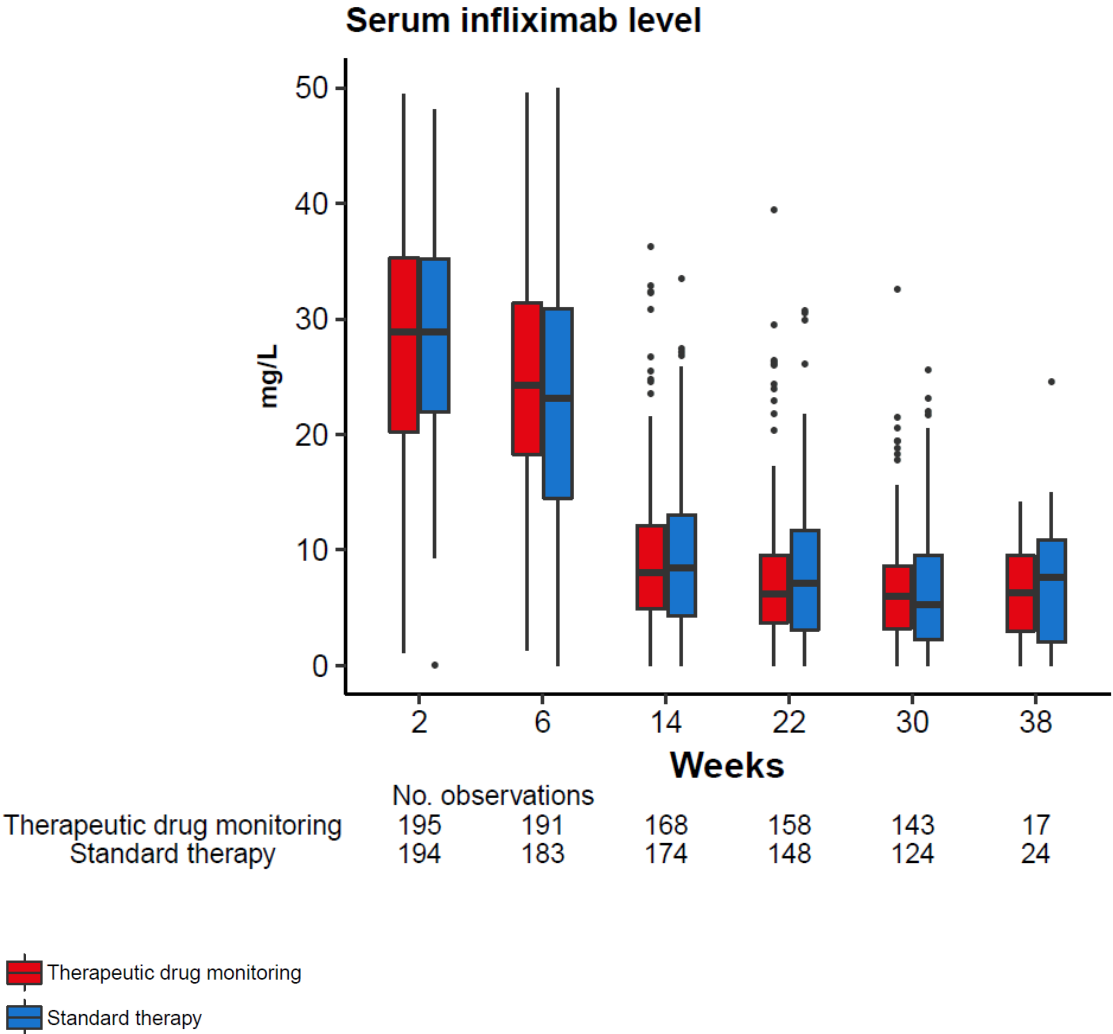 Serum infliximab level
50
40
30
20
10
0
mg/L
2 6 14 22 30 38
Weeks
No. observations
Therapeutic drug monitoring 195 191 168 158 143 17
Standard therapy 194 183 174 148 124 24
Therapeutic drug monitoring
Standard therapy